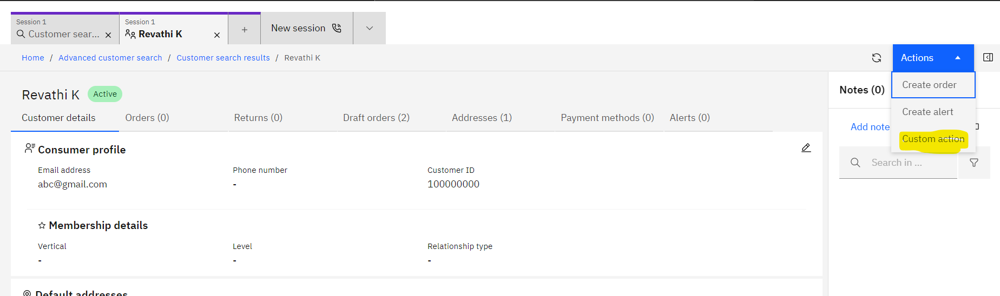 Session 1
Customer sear...
Session 1
Revathi K
New session
Home / Advanced customer search / Customer search results / Revathi K
Actions
Create order
Create alert
Custom action
Revathi K
Active
Customer details
Orders (0)
Returns (0)
Draft orders (2)
Addresses (1)
Payment methods (0)
Alerts (0)
Notes (0)
Add note
Search in ...
Consumer profile
Email address
Phone number
Customer ID
abc@gmail.com
-
100000000
Membership details
Vertical
Level
Relationship type
-
-
-
Default addresses